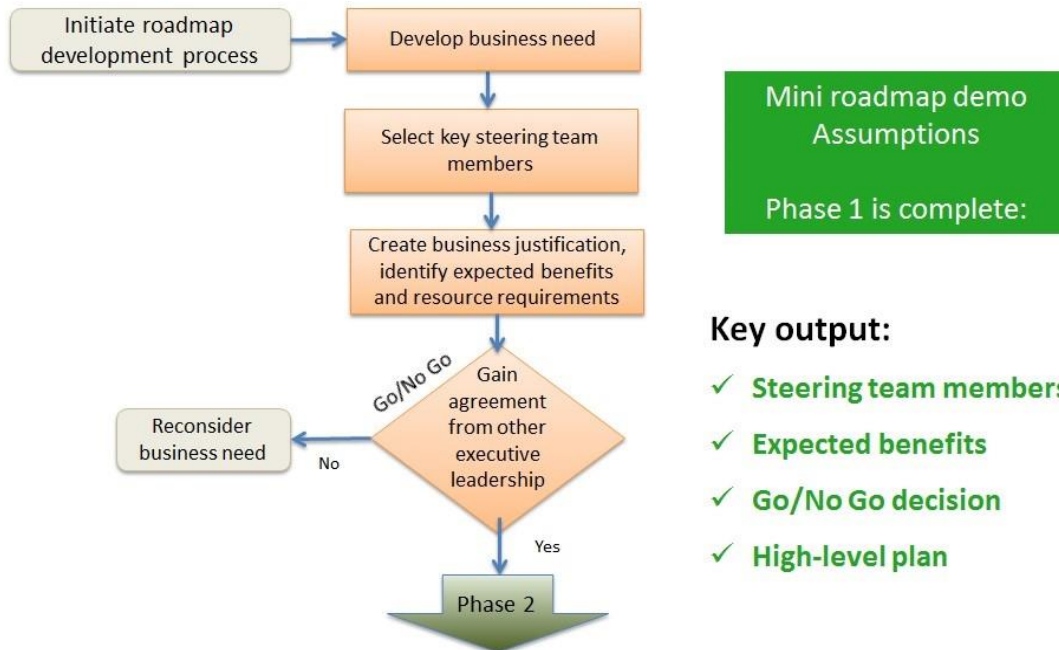 Initiate roadmap
development process
Develop business need
Select key steering team
members
Create business justification,
identify expected benefits
and resource requirements
Go/No Go
Gain
agreement
from other
executive
leadership
No
Reconsider
business need
Yes
Phase 2
Mini roadmap demo
Assumptions
Phase 1 is complete:
Key output:
✓ Steering team members
✓ Expected benefits
✓ Go/No Go decision
✓ High-level plan